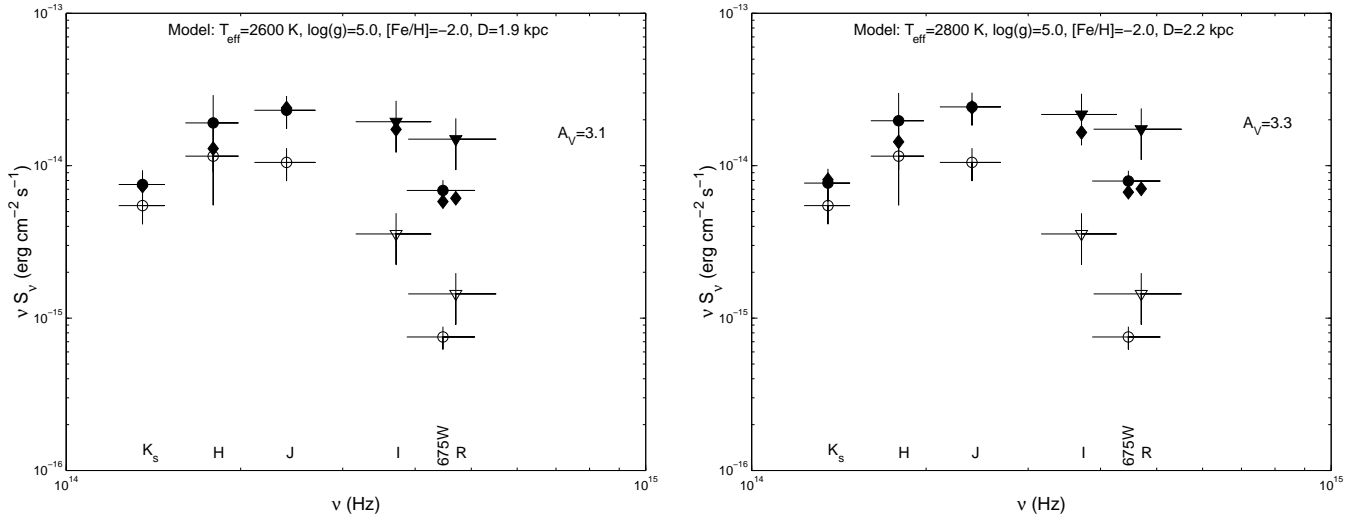 Model: T_eff=2600 K, log(g)=5.0, [Fe/H]=−2.0, D=1.9 kpc
A_V=3.1
10^−13
10^−14
10^−15
10^−16
ν S_ν (erg cm^−2 s^−1)
K_s H J I 675W R
10^14 10^15
ν (Hz)
Model: T_eff=2800 K, log(g)=5.0, [Fe/H]=−2.0, D=2.2 kpc
A_V=3.3
10^−13
10^−14
10^−15
10^−16
ν S_ν (erg cm^−2 s^−1)
K_s H J I 675W R
10^14 10^15
ν (Hz)